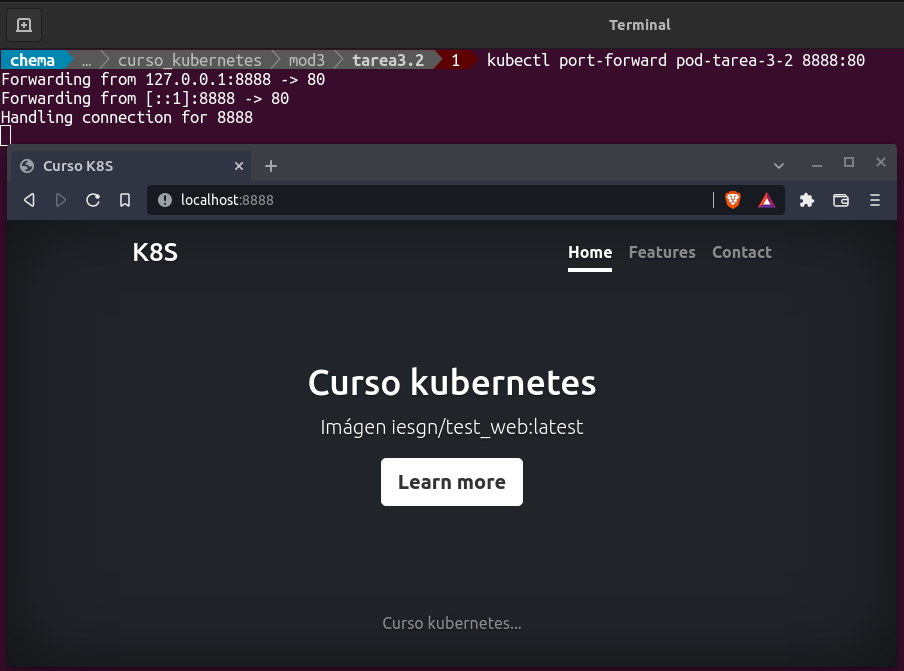 Terminal
chema … curso_kubernetes mod3 tarea3.2 1 kubectl port-forward pod-tarea-3-2 8888:80
Forwarding from 127.0.0.1:8888 -> 80
Forwarding from [::1]:8888 -> 80
Handling connection for 8888
Curso K8S
localhost:8888
K8S Home Features Contact
Curso kubernetes
Imágen iesgn/test_web:latest
Learn more
Curso kubernetes...